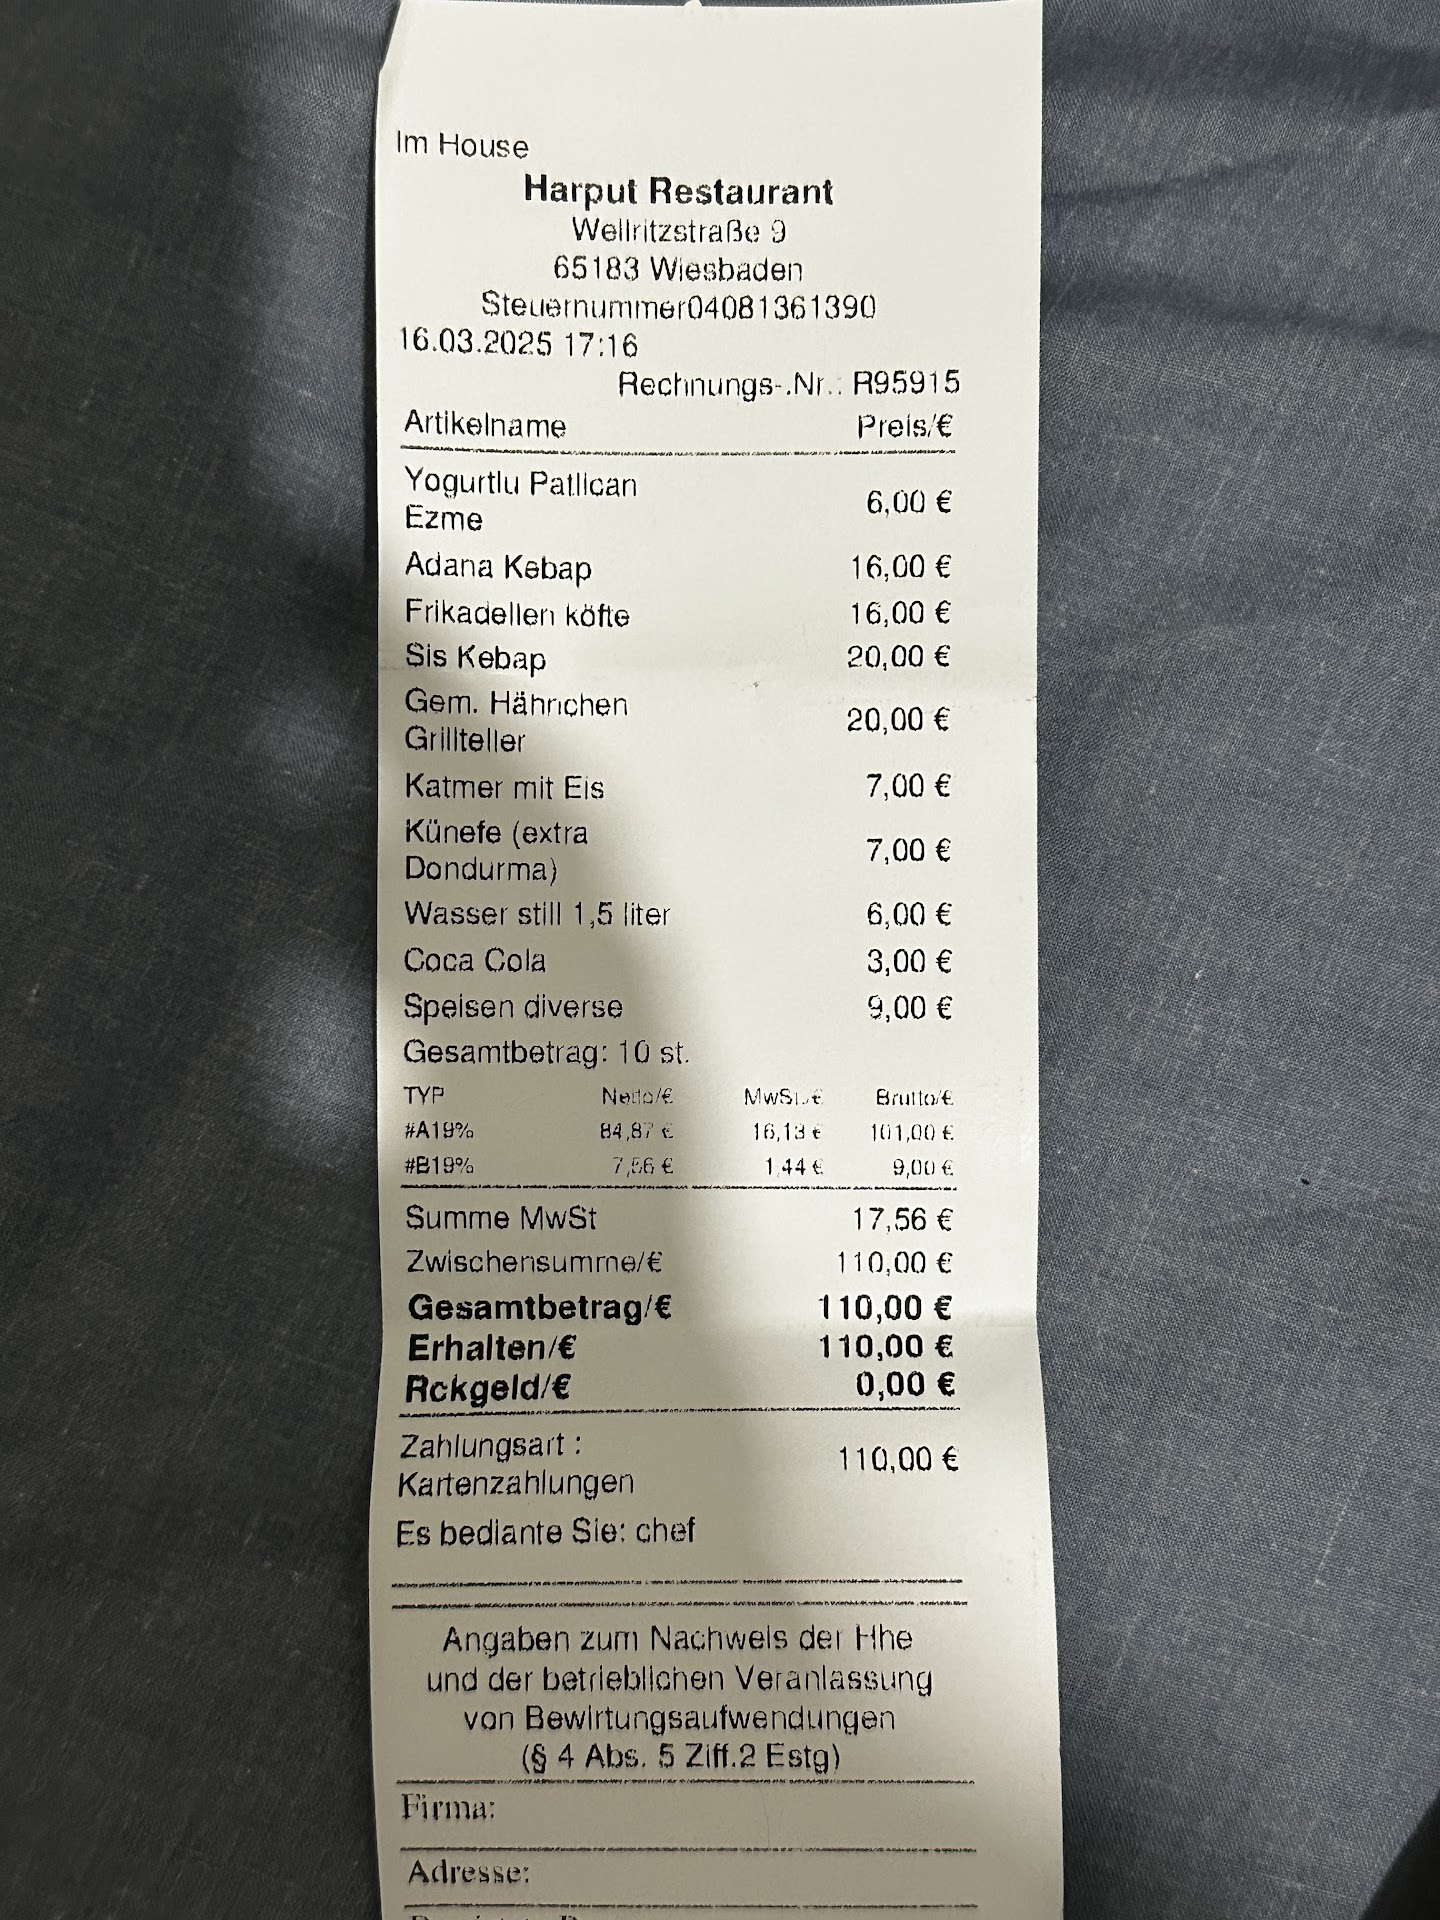 Im House
Harput Restaurant
Wellritzstraße 9
65183 Wiesbaden
Steuernummer04081361390
16.03.2025 17:16
Rechnungs-.Nr.: R95915
Artikelname Preis/€
Yogurtlu Patlican
Ezme 6,00 €
Adana Kebap 16,00 €
Frikadellen köfte 16,00 €
Sis Kebap 20,00 €
Gem. Hähnchen
Grillteller 20,00 €
Katmer mit Eis 7,00 €
Künefe (extra
Dondurma) 7,00 €
Wasser still 1,5 liter 6,00 €
Coca Cola 3,00 €
Speisen diverse 9,00 €
Gesamtbetrag: 10 st.
TYP Netto/€ MwSt./€ Brutto/€
#A19% 84,87 € 16,13 € 101,00 €
#B19% 7,56 € 1,44 € 9,00 €
Summe MwSt 17,56 €
Zwischensumme/€ 110,00 €
Gesamtbetrag/€ 110,00 €
Erhalten/€ 110,00 €
Rckgeld/€ 0,00 €
Zahlungsart :
Kartenzahlungen 110,00 €
Es bediante Sie: chef
Angaben zum Nachweis der Hhe
und der betrieblichen Veranlassung
von Bewirtungsaufwendungen
(§ 4 Abs. 5 Ziff.2 Estg)
Firma:
Adresse: